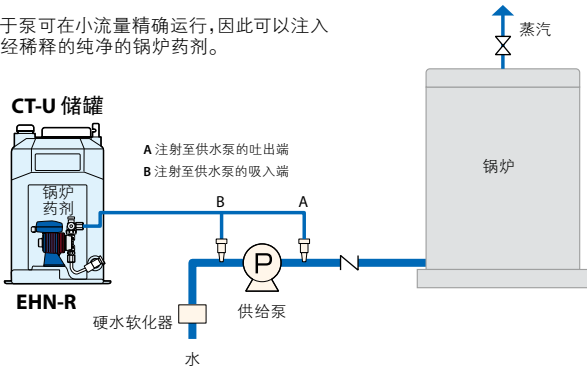 于泵可在小流量精确运行,因此可以注入
经稀释的纯净的锅炉药剂。
蒸汽
CT-U 储罐
A 注射至供水泵的吐出端
B 注射至供水泵的吸入端
锅炉
锅炉
药剂
B
A
P
EHN-R
供给泵
硬水软化器
水